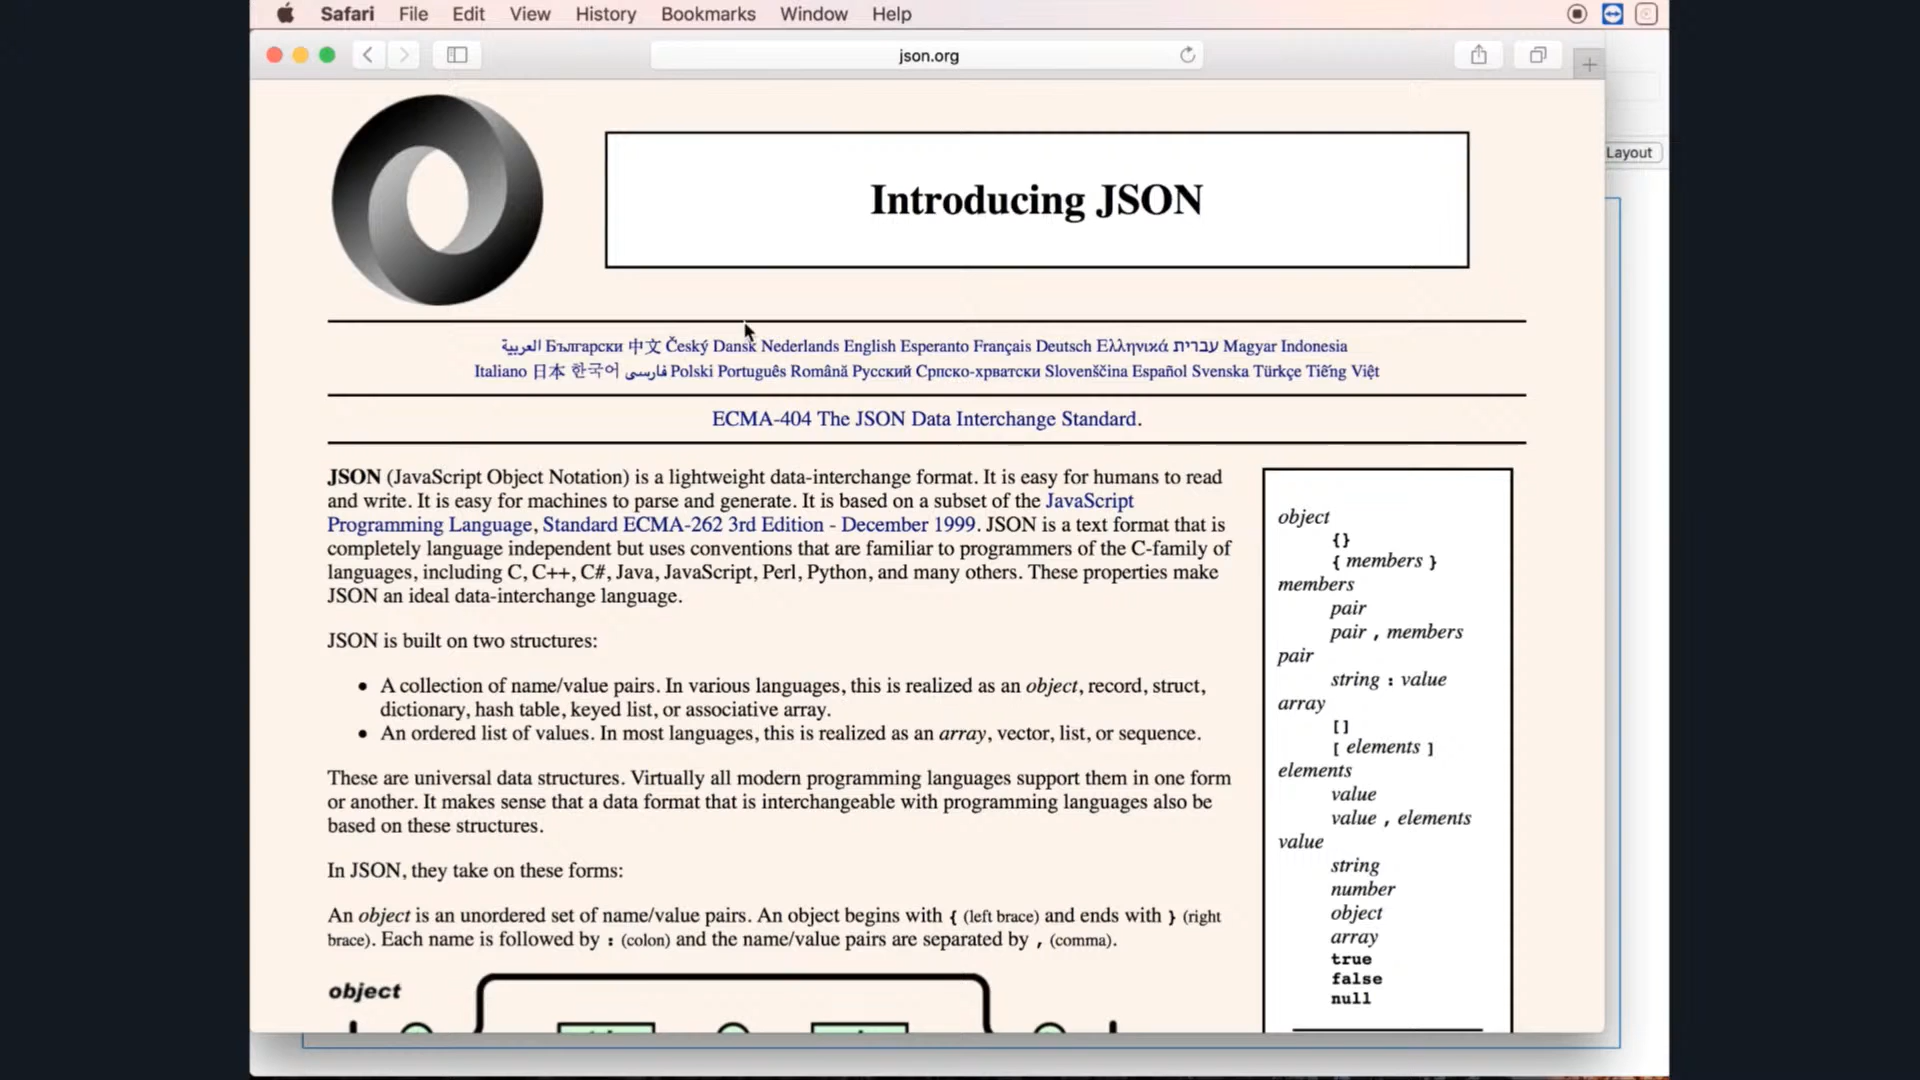 Safari File Edit View History Bookmarks Window Help
json.org
Layout
Introducing JSON
العربية Български 中文 Český Dansk Nederlands English Esperanto Français Deutsch Ελληνικά עברית Magyar Indonesia
Italiano 日本 한국어 فارسی Polski Português Română Русский Српско-хрватски Slovenščina Español Svenska Türkçe Tiếng Việt
ECMA-404 The JSON Data Interchange Standard.
JSON (JavaScript Object Notation) is a lightweight data-interchange format. It is easy for humans to read
and write. It is easy for machines to parse and generate. It is based on a subset of the JavaScript
Programming Language, Standard ECMA-262 3rd Edition - December 1999. JSON is a text format that is
completely language independent but uses conventions that are familiar to programmers of the C-family of
languages, including C, C++, C#, Java, JavaScript, Perl, Python, and many others. These properties make
JSON an ideal data-interchange language.
JSON is built on two structures:
• A collection of name/value pairs. In various languages, this is realized as an object, record, struct,
dictionary, hash table, keyed list, or associative array.
• An ordered list of values. In most languages, this is realized as an array, vector, list, or sequence.
These are universal data structures. Virtually all modern programming languages support them in one form
or another. It makes sense that a data format that is interchangeable with programming languages also be
based on these structures.
In JSON, they take on these forms:
An object is an unordered set of name/value pairs. An object begins with { (left brace) and ends with } (right
brace). Each name is followed by : (colon) and the name/value pairs are separated by , (comma).
object
object
{}
{ members }
members
pair
pair , members
pair
string : value
array
[]
[ elements ]
elements
value
value , elements
value
string
number
object
array
true
false
null